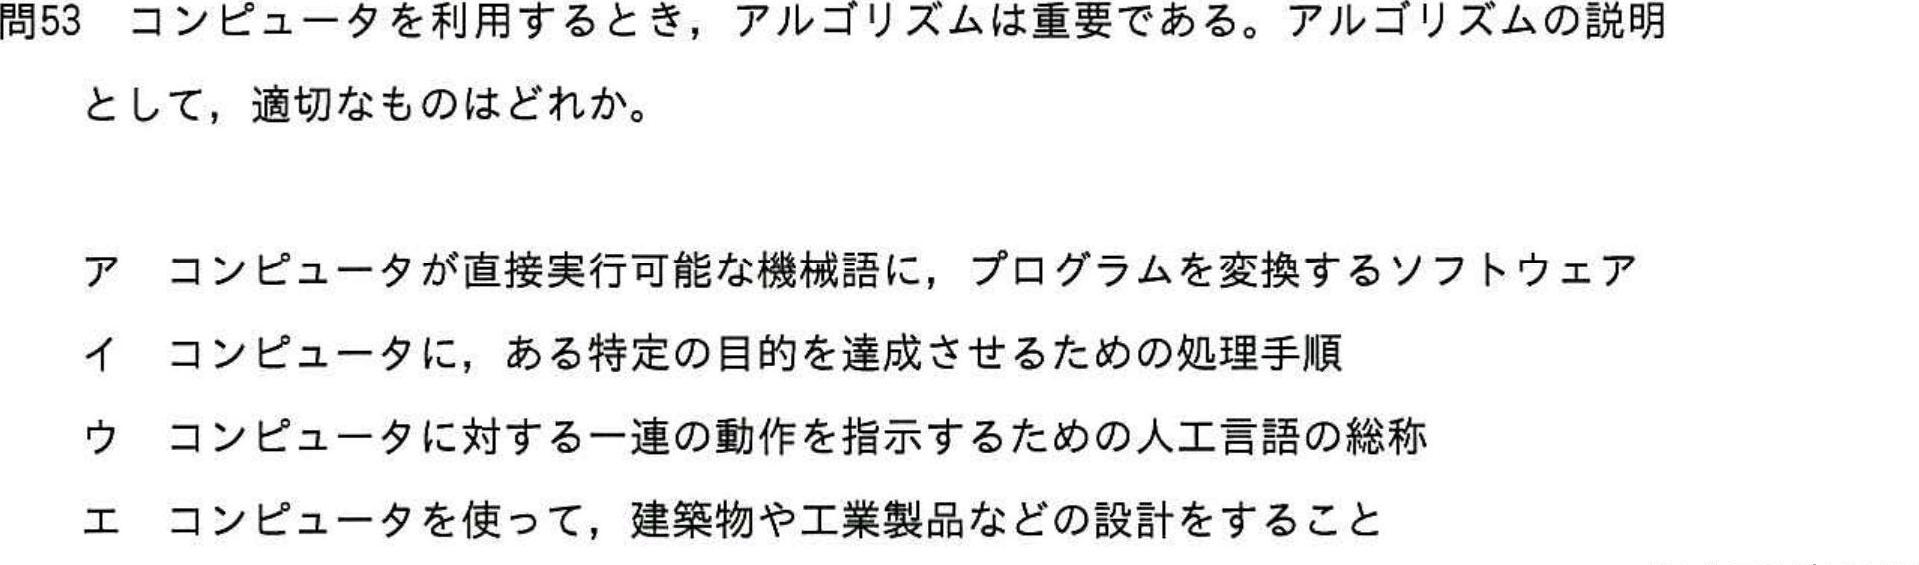 問53　コンピュータを利用するとき，アルゴリズムは重要である。アルゴリズムの説明
として，適切なものはどれか。
ア　コンピュータが直接実行可能な機械語に，プログラムを変換するソフトウェア
イ　コンピュータに，ある特定の目的を達成させるための処理手順
ウ　コンピュータに対する一連の動作を指示するための人工言語の総称
エ　コンピュータを使って，建築物や工業製品などの設計をすること